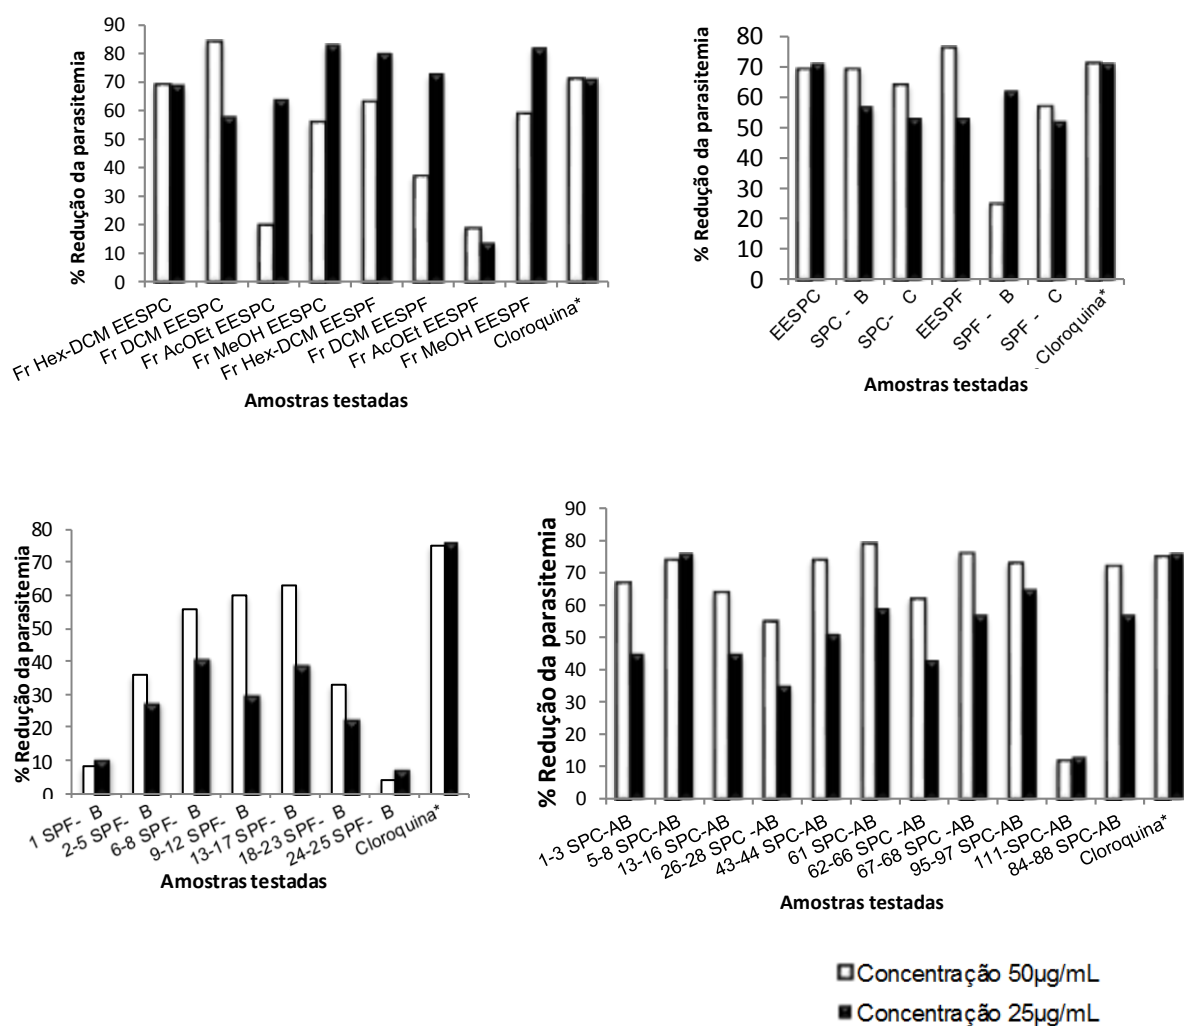 % Redução da parasitemia
90
80
70
60
50
40
30
20
10
0
Fr Hex-DCM EESPC
Fr DCM EESPC
Fr AcOEt EESPC
Fr MeOH EESPC
Fr Hex-DCM EESPF
Fr DCM EESPF
Fr AcOEt EESPF
Fr MeOH EESPF
Cloroquina*
Amostras testadas
% Redução da parasitemia
80
70
60
50
40
30
20
10
0
EESPC
SPC - B
SPC- C
EESPF
SPF - B
SPF - C
Cloroquina*
Amostras testadas
% Redução da parasitemia
80
70
60
50
40
30
20
10
0
1 SPF- B
2-5 SPF- B
6-8 SPF- B
9-12 SPF- B
13-17 SPF- B
18-23 SPF- B
24-25 SPF- B
Cloroquina*
Amostras testadas
% Redução da parasitemia
90
80
70
60
50
40
30
20
10
0
1-3 SPC-AB
5-8 SPC-AB
13-16 SPC-AB
26-28 SPC -AB
43-44 SPC-AB
61 SPC-AB
62-66 SPC -AB
67-68 SPC -AB
95-97 SPC-AB
111-SPC-AB
84-88 SPC-AB
Cloroquina*
Amostras testadas
Concentração 50µg/mL
Concentração 25µg/mL